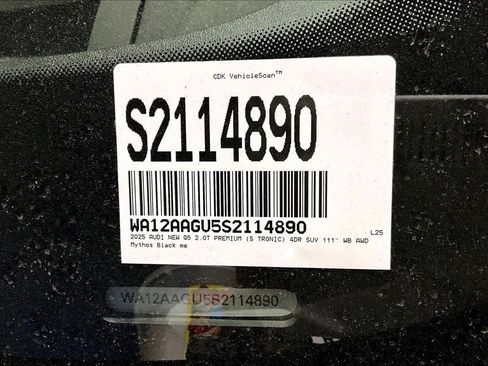 CDK VehicleScan™
S2114890
WA12AAGU5S2114890
L25
2025 AUDI NEW Q5 2.0T PREMIUM (S TRONIC) 4DR SUV 111" WB AWD
Mythos Black me
WA12AAGU5S2114890